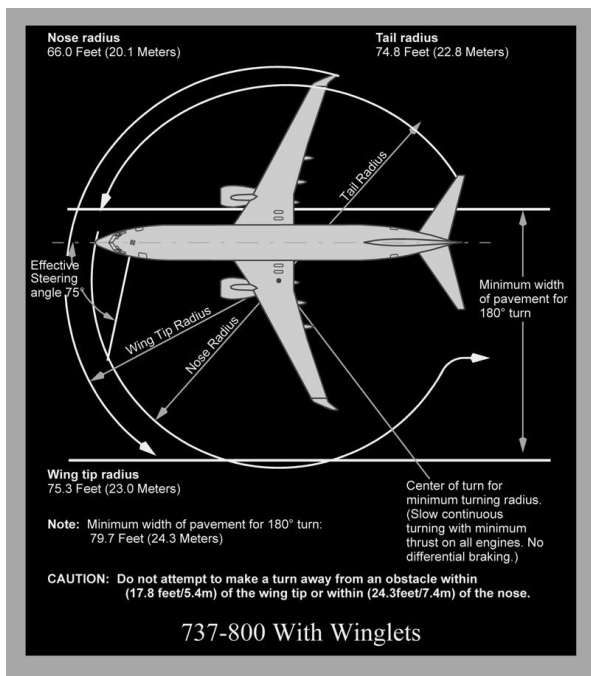 Nose radius
66.0 Feet (20.1 Meters)
Tail radius
74.8 Feet (22.8 Meters)
Tail Radius
Effective
Steering
angle 75°
Minimum width
of pavement for
180° turn
Wing Tip Radius
Nose Radius
Wing tip radius
75.3 Feet (23.0 Meters)
Center of turn for
minimum turning radius.
(Slow continuous
turning with minimum
thrust on all engines. No
differential braking.)
Note: Minimum width of pavement for 180° turn:
79.7 Feet (24.3 Meters)
CAUTION: Do not attempt to make a turn away from an obstacle within
(17.8 feet/5.4m) of the wing tip or within (24.3feet/7.4m) of the nose.
737-800 With Winglets